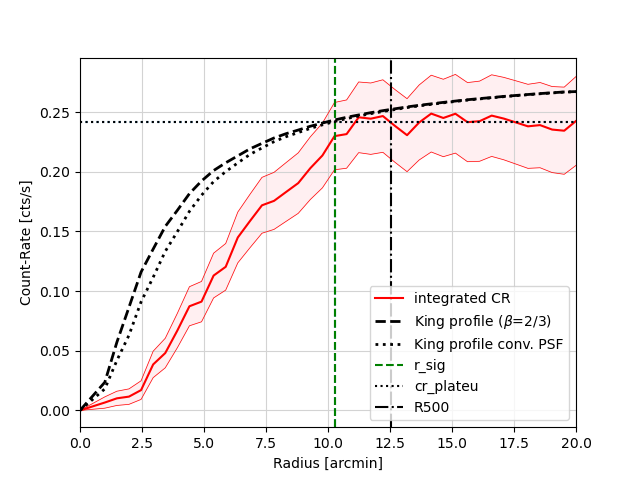 0.25
0.20
0.15
0.10
0.05
0.00
Count-Rate [cts/s]
integrated CR
King profile (β=2/3)
King profile conv. PSF
r_sig
cr_plateu
R500
0.0 2.5 5.0 7.5 10.0 12.5 15.0 17.5 20.0
Radius [arcmin]